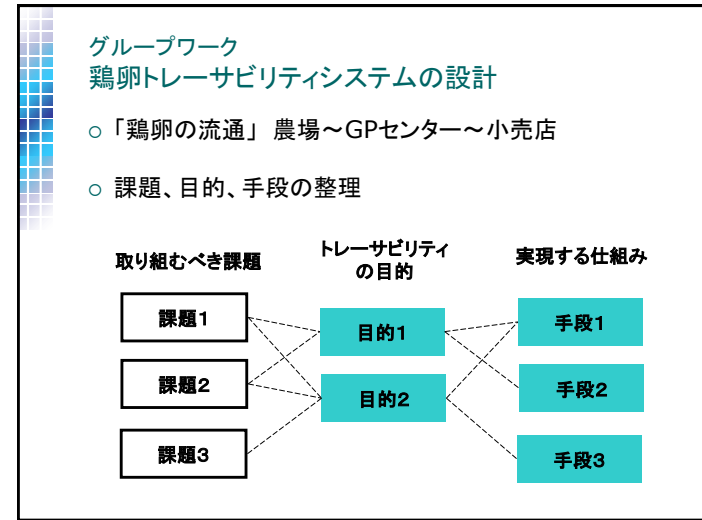 グループワーク
鶏卵トレーサビリティシステムの設計
○ 「鶏卵の流通」 農場～GPセンター～小売店
○ 課題、目的、手段の整理
取り組むべき課題
トレーサビリティ
の目的
実現する仕組み
課題1
課題2
課題3
目的1
目的2
手段1
手段2
手段3